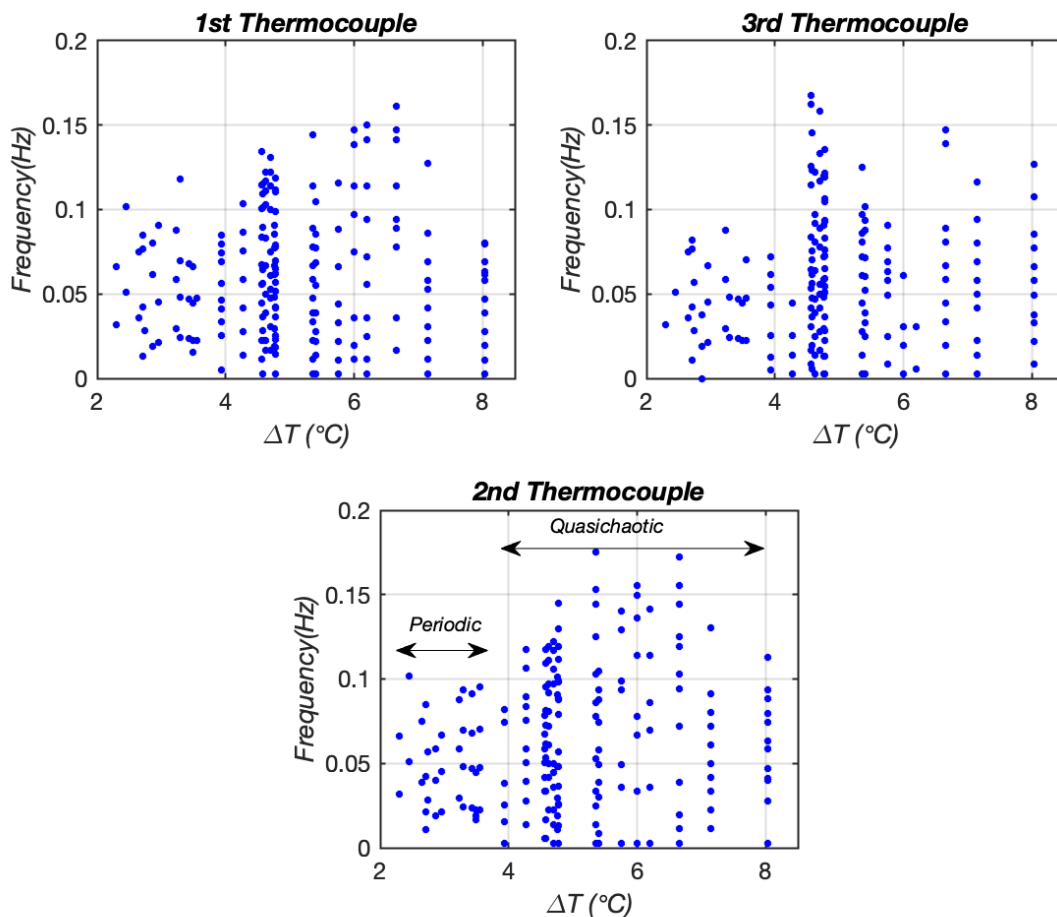 1st Thermocouple
0.2
0.15
0.1
0.05
0
Frequency(Hz)
2
4
6
8
ΔT (°C)
3rd Thermocouple
0.2
0.15
0.1
0.05
0
Frequency(Hz)
2
4
6
8
ΔT (°C)
2nd Thermocouple
0.2
0.15
0.1
0.05
0
Frequency(Hz)
Quasichaotic
Periodic
2
4
6
8
ΔT (°C)